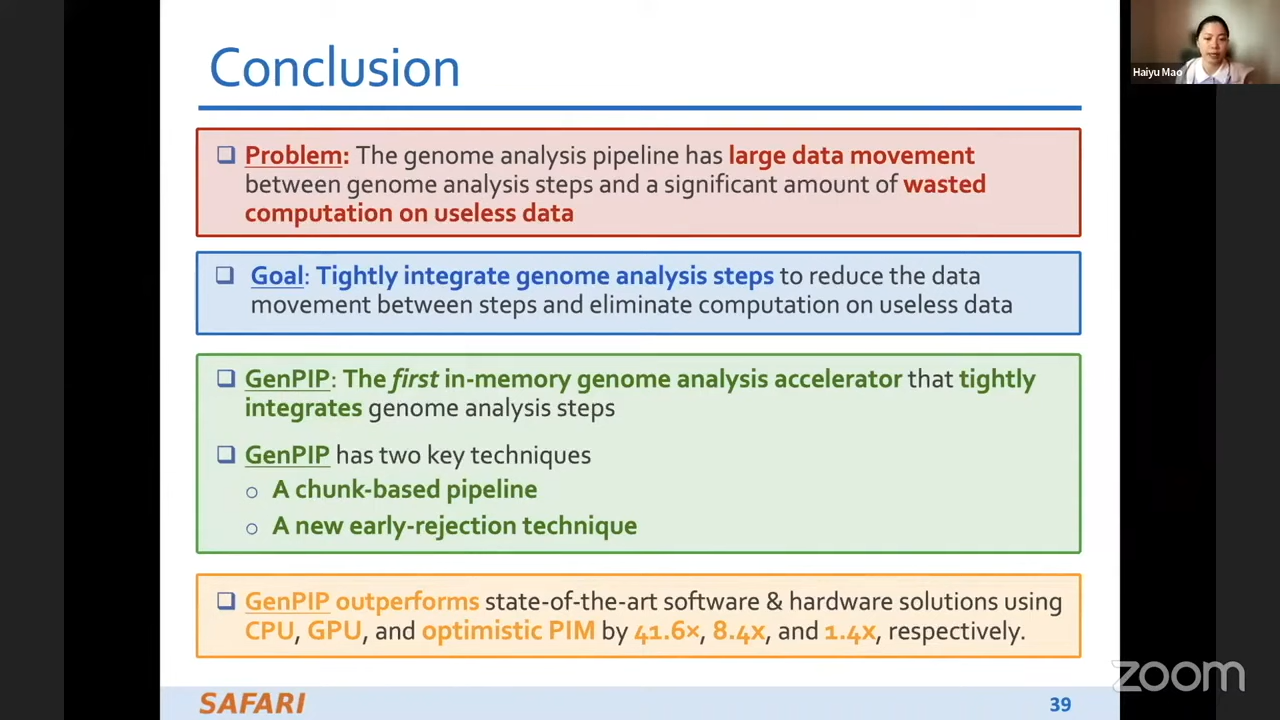 Conclusion
Haiyu Mao
❑ Problem: The genome analysis pipeline has large data movement
between genome analysis steps and a significant amount of wasted
computation on useless data
❑ Goal: Tightly integrate genome analysis steps to reduce the data
movement between steps and eliminate computation on useless data
❑ GenPIP: The first in-memory genome analysis accelerator that tightly
integrates genome analysis steps
❑ GenPIP has two key techniques
○ A chunk-based pipeline
○ A new early-rejection technique
❑ GenPIP outperforms state-of-the-art software & hardware solutions using
CPU, GPU, and optimistic PIM by 41.6×, 8.4x, and 1.4x, respectively.
SAFARI
39
zoom